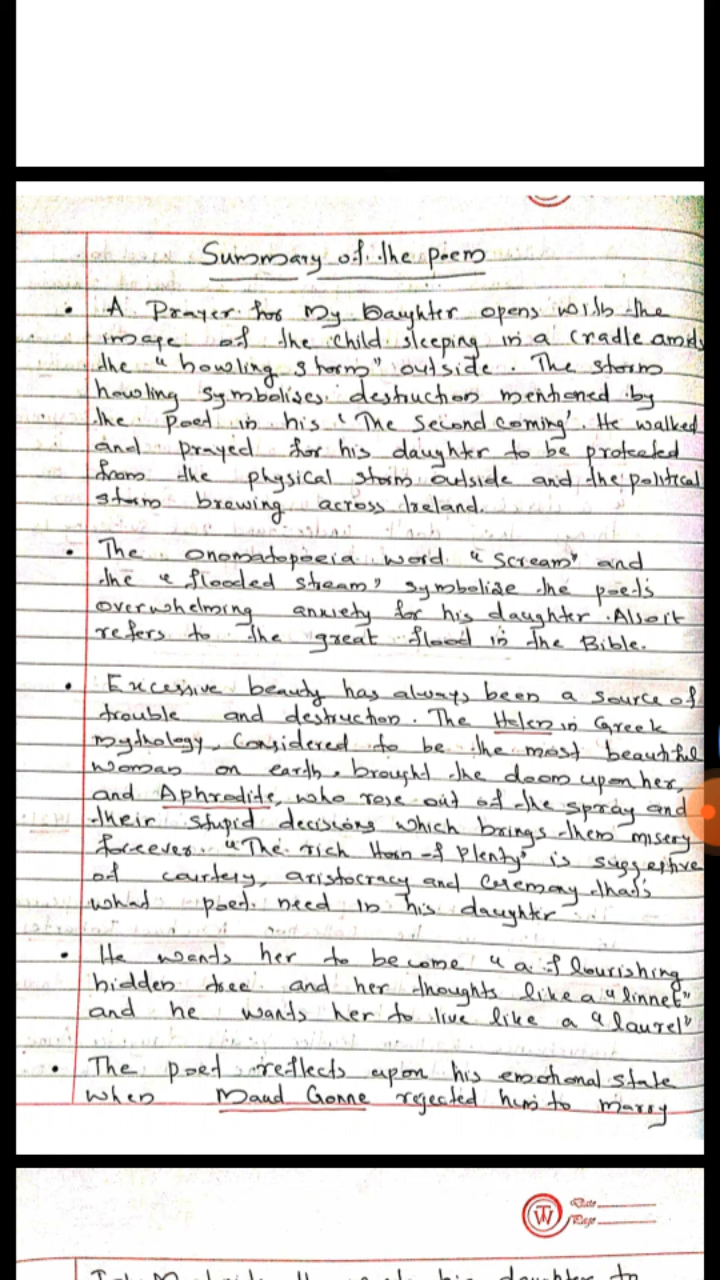 Summary of the Poem
• A Prayer for My Daughter opens with the
image of the child sleeping in a cradle amids
the "howling storm" outside. The storm
howling symbolises destruction mentioned by
the poet in his 'The Second Coming'. He walked
and prayed for his daughter to be protected
from the physical storm outside and the political
storm brewing across Ireland.
• The onomatopoeia word "Scream" and
the "flooded stream" symbolize the poet's
overwhelming anxiety for his daughter. Also it
refers to the great flood in the Bible.
• Excessive beauty has always been a source of
trouble and destruction. The Helen in Greek
mythology, Considered to be the most beautiful
woman on earth, brought the doom upon her,
and Aphrodite, who rose out of the spray and
their stupid decisions which brings them misery
forever. "The rich Horn of Plenty" is suggestive
of courtesy, aristocracy and Ceremony that's
what poet need in his daughter
• He wants her to become "a flourishing
hidden tree and her thoughts like a "linnet"
and he wants her to live like a "laurel"
• The poet reflects upon his emotional state
when Maud Gonne rejected him to marry
Date
Page
his daughter to